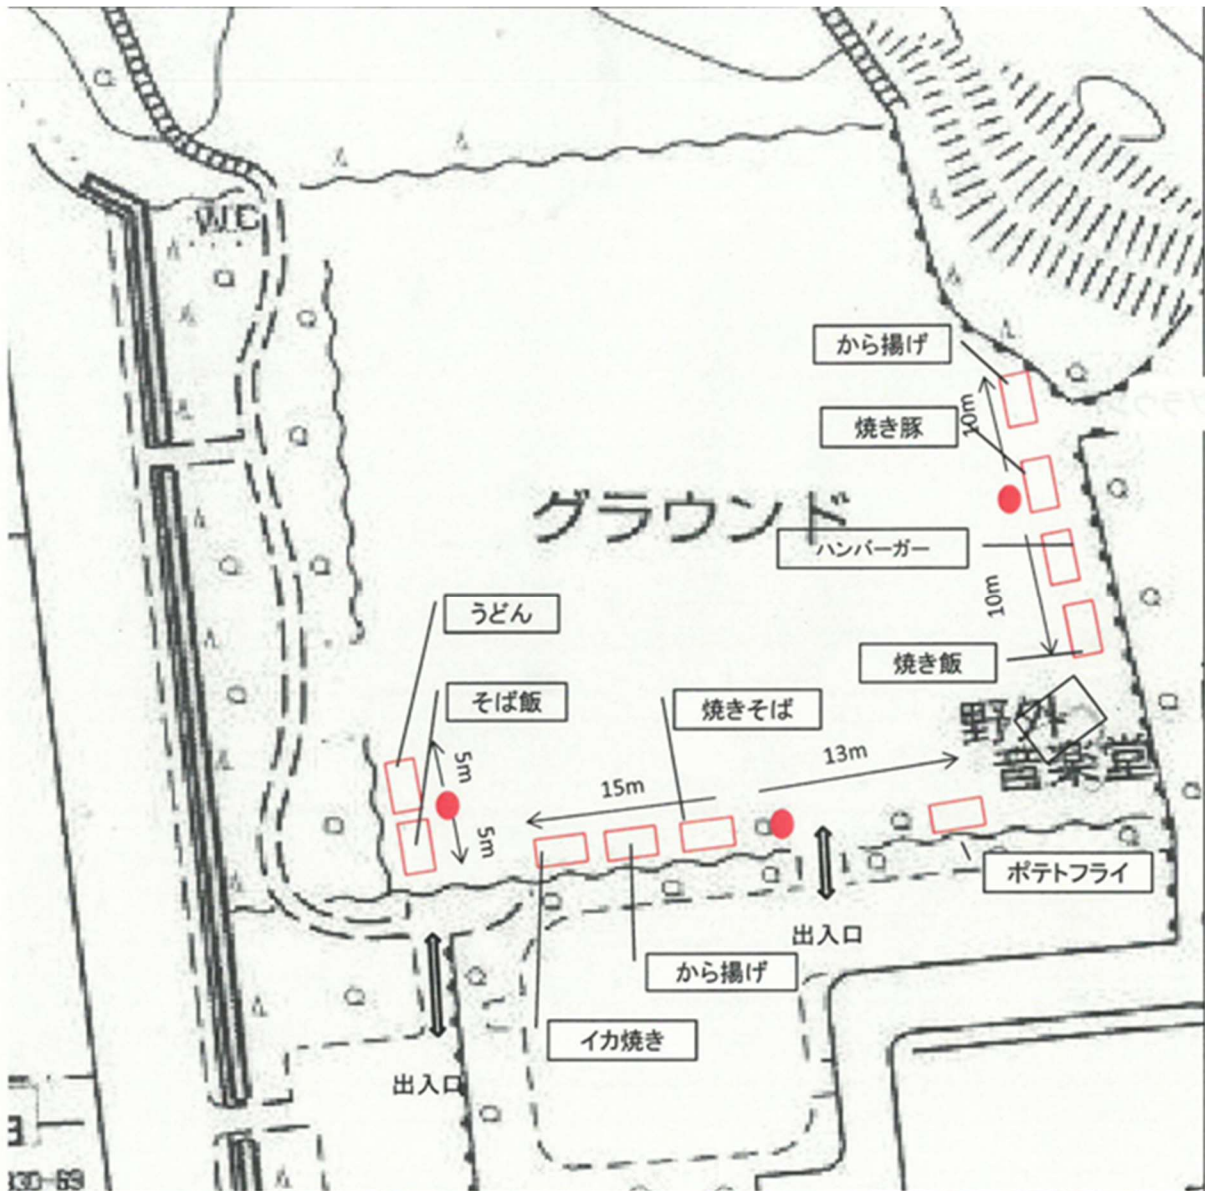 W.C
から揚げ
10m
焼き豚
グラウンド
ハンバーガー
10m
うどん
焼き飯
そば飯
焼きそば
野外
音楽堂
5m
13m
15m
5m
ポテトフライ
出入口
から揚げ
イカ焼き
出入口
330-69